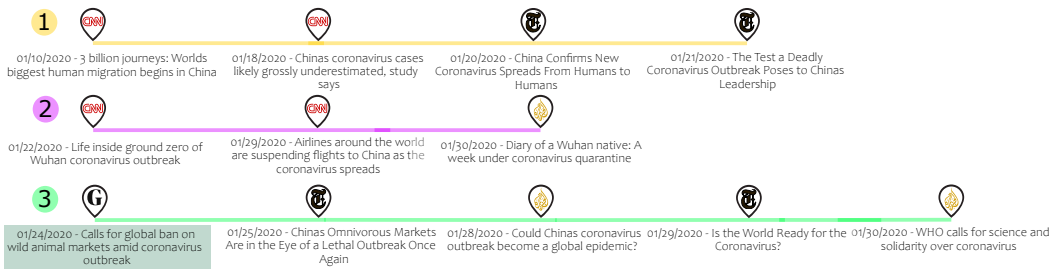 1
CNN
CNN
T
T
01/10/2020 - 3 billion journeys: Worlds
biggest human migration begins in China
01/18/2020 - Chinas coronavirus cases
likely grossly underestimated, study
says
01/20/2020 - China Confirms New
Coronavirus Spreads From Humans to
Humans
01/21/2020 - The Test a Deadly
Coronavirus Outbreak Poses to Chinas
Leadership
2
CNN
CNN
01/22/2020 - Life inside ground zero of
Wuhan coronavirus outbreak
01/29/2020 - Airlines around the world
are suspending flights to China as the
coronavirus spreads
01/30/2020 - Diary of a Wuhan native: A
week under coronavirus quarantine
3
G
T
T
01/24/2020 - Calls for global ban on
wild animal markets amid coronavirus
outbreak
01/25/2020 - Chinas Omnivorous Markets
Are in the Eye of a Lethal Outbreak Once
Again
01/28/2020 - Could Chinas coronavirus
outbreak become a global epidemic?
01/29/2020 - Is the World Ready for the
Coronavirus?
01/30/2020 - WHO calls for science and
solidarity over coronavirus